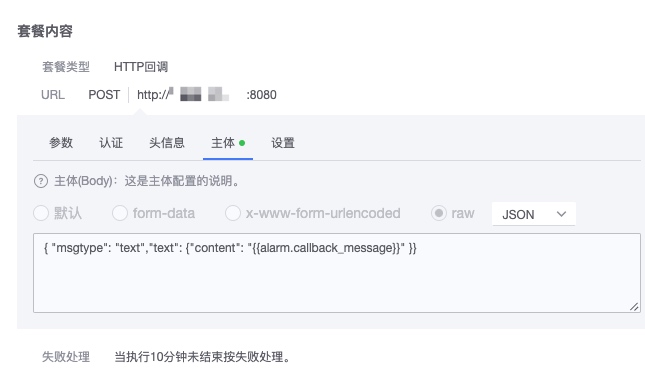 套餐内容
套餐类型 HTTP回调
URL POST http:// :8080
参数 认证 头信息 主体 设置
? 主体(Body)：这是主体配置的说明。
默认 form-data x-www-form-urlencoded raw JSON
{ "msgtype": "text","text": {"content": "{{alarm.callback_message}}" }}
失败处理 当执行10分钟未结束按失败处理。